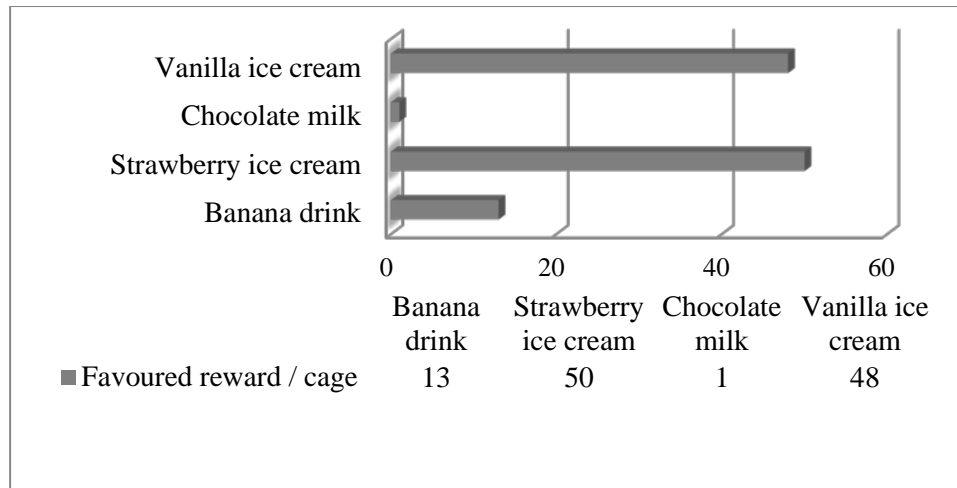 Vanilla ice cream
Chocolate milk
Strawberry ice cream
Banana drink
0 20 40 60
Banana drink
Strawberry ice cream
Chocolate milk
Vanilla ice cream
Favoured reward / cage 13 50 1 48